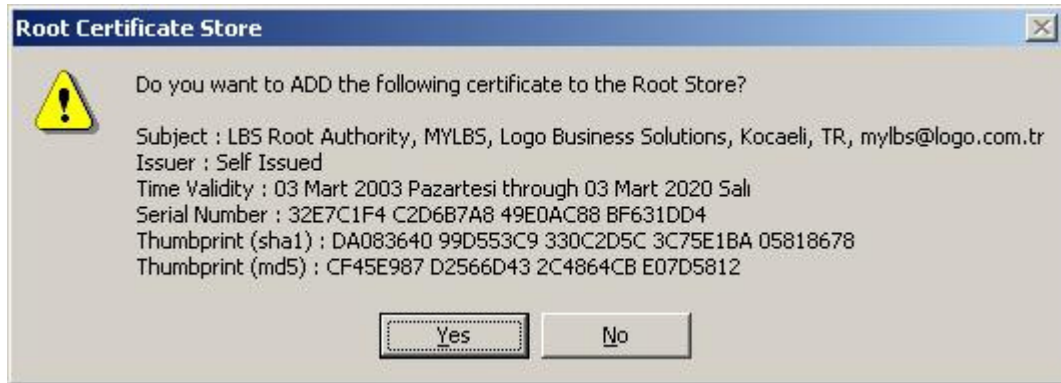 Root Certificate Store
Do you want to ADD the following certificate to the Root Store?
Subject : LBS Root Authority, MYLBS, Logo Business Solutions, Kocaeli, TR, mylbs@logo.com.tr
Issuer : Self Issued
Time Validity : 03 Mart 2003 Pazartesi through 03 Mart 2020 Salı
Serial Number : 32E7C1F4 C2D6B7A8 49E0AC88 BF631DD4
Thumbprint (sha1) : DA083640 99D553C9 330C2D5C 3C75E1BA 05818678
Thumbprint (md5) : CF45E987 D2566D43 2C4864CB E07D5812
Yes No